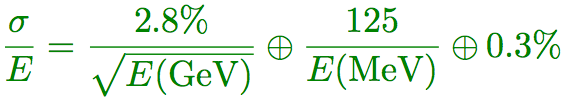 σ/E = 2.8%/√E(GeV) ⊕ 125/E(MeV) ⊕ 0.3%